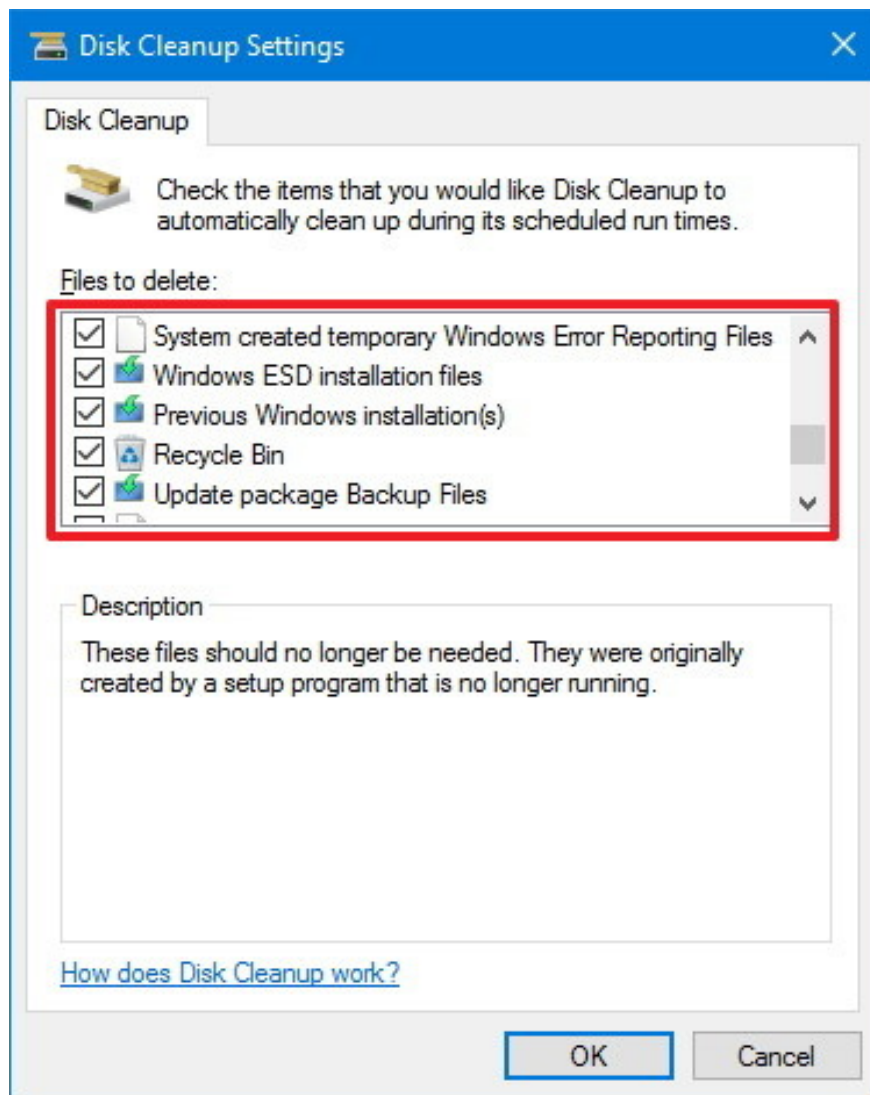 Disk Cleanup Settings
Disk Cleanup
Check the items that you would like Disk Cleanup to
automatically clean up during its scheduled run times.
Files to delete:
System created temporary Windows Error Reporting Files
Windows ESD installation files
Previous Windows installation(s)
Recycle Bin
Update package Backup Files
Description
These files should no longer be needed. They were originally
created by a setup program that is no longer running.
How does Disk Cleanup work?
OK
Cancel